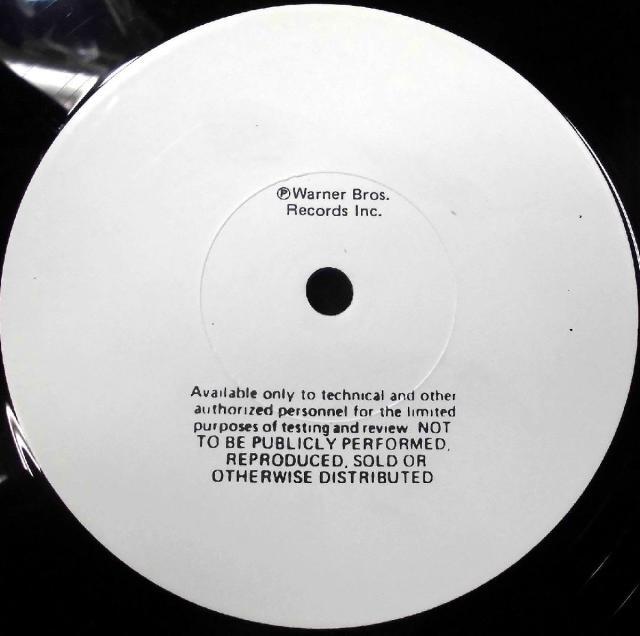 ⓅWarner Bros.
Records Inc.
Available only to technical and other
authorized personnel for the limited
purposes of testing and review NOT
TO BE PUBLICLY PERFORMED,
REPRODUCED, SOLD OR
OTHERWISE DISTRIBUTED